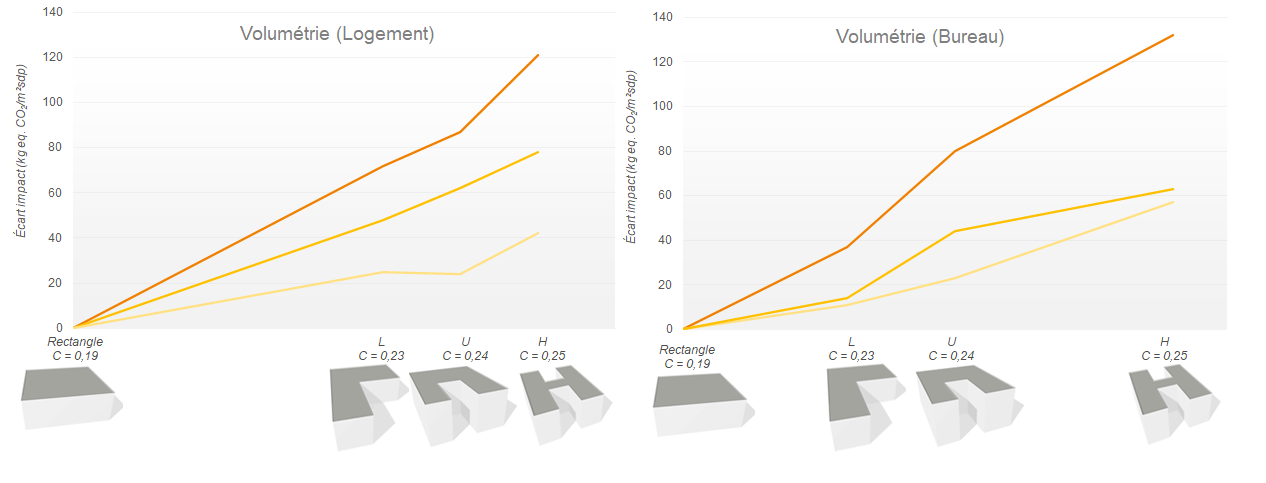 Volumétrie (Logement)
Écart impact (kg eq. CO₂/m²sdp)
140
120
100
80
60
40
20
0
Rectangle
C = 0,19
L
C = 0,23
U
C = 0,24
H
C = 0,25
Volumétrie (Bureau)
Écart impact (kg eq. CO₂/m²sdp)
140
120
100
80
60
40
20
0
Rectangle
C = 0,19
L
C = 0,23
U
C = 0,24
H
C = 0,25